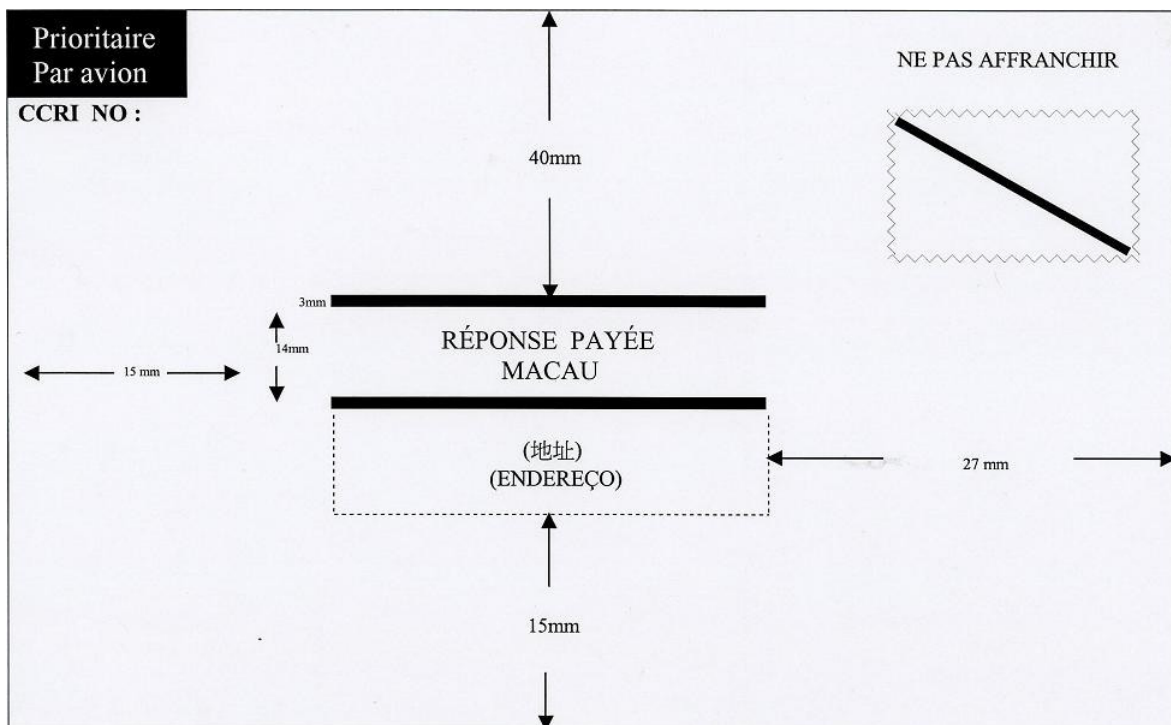 Prioritaire
Par avion
CCRI NO :
NE PAS AFFRANCHIR
40mm
3mm
14mm
RÉPONSE PAYÉE
MACAU
15 mm
(地址)
(ENDEREÇO)
27 mm
15mm